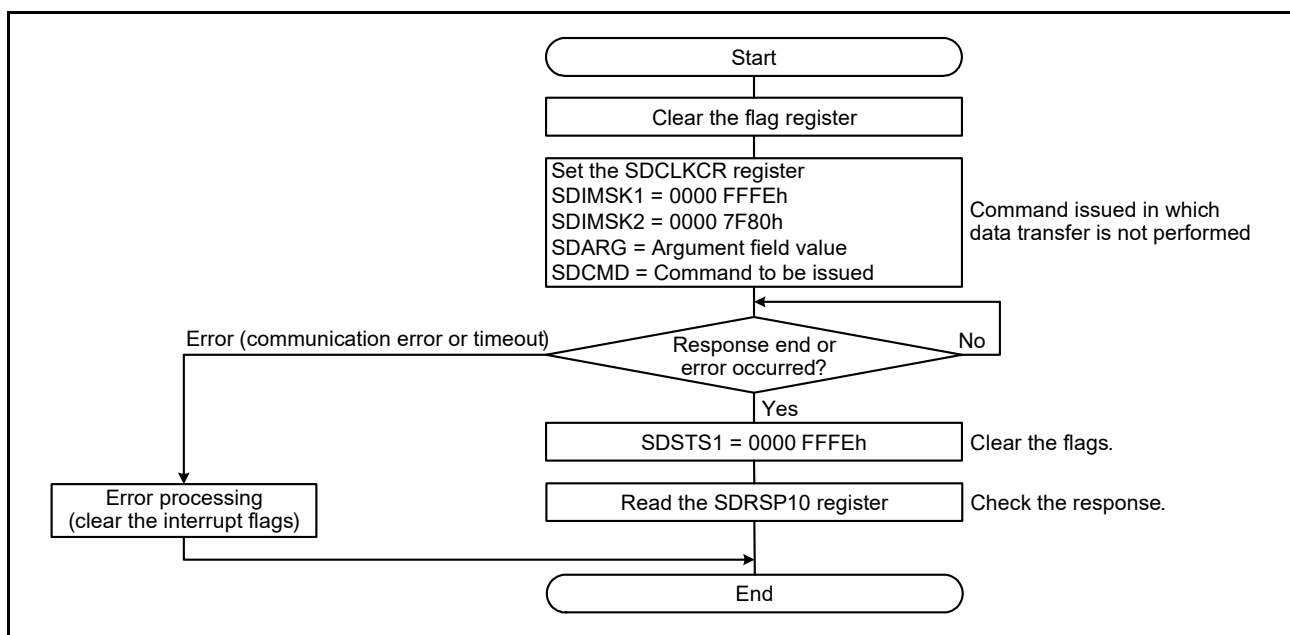 Start
Clear the flag register
Set the SDCLKCR register
SDIMSK1 = 0000 FFFEh
SDIMSK2 = 0000 7F80h
SDARG = Argument field value
SDCMD = Command to be issued
Command issued in which
data transfer is not performed
Error (communication error or timeout)
Response end or
error occurred?
No
Yes
SDSTS1 = 0000 FFFEh
Clear the flags.
Error processing
(clear the interrupt flags)
Read the SDRSP10 register
Check the response.
End